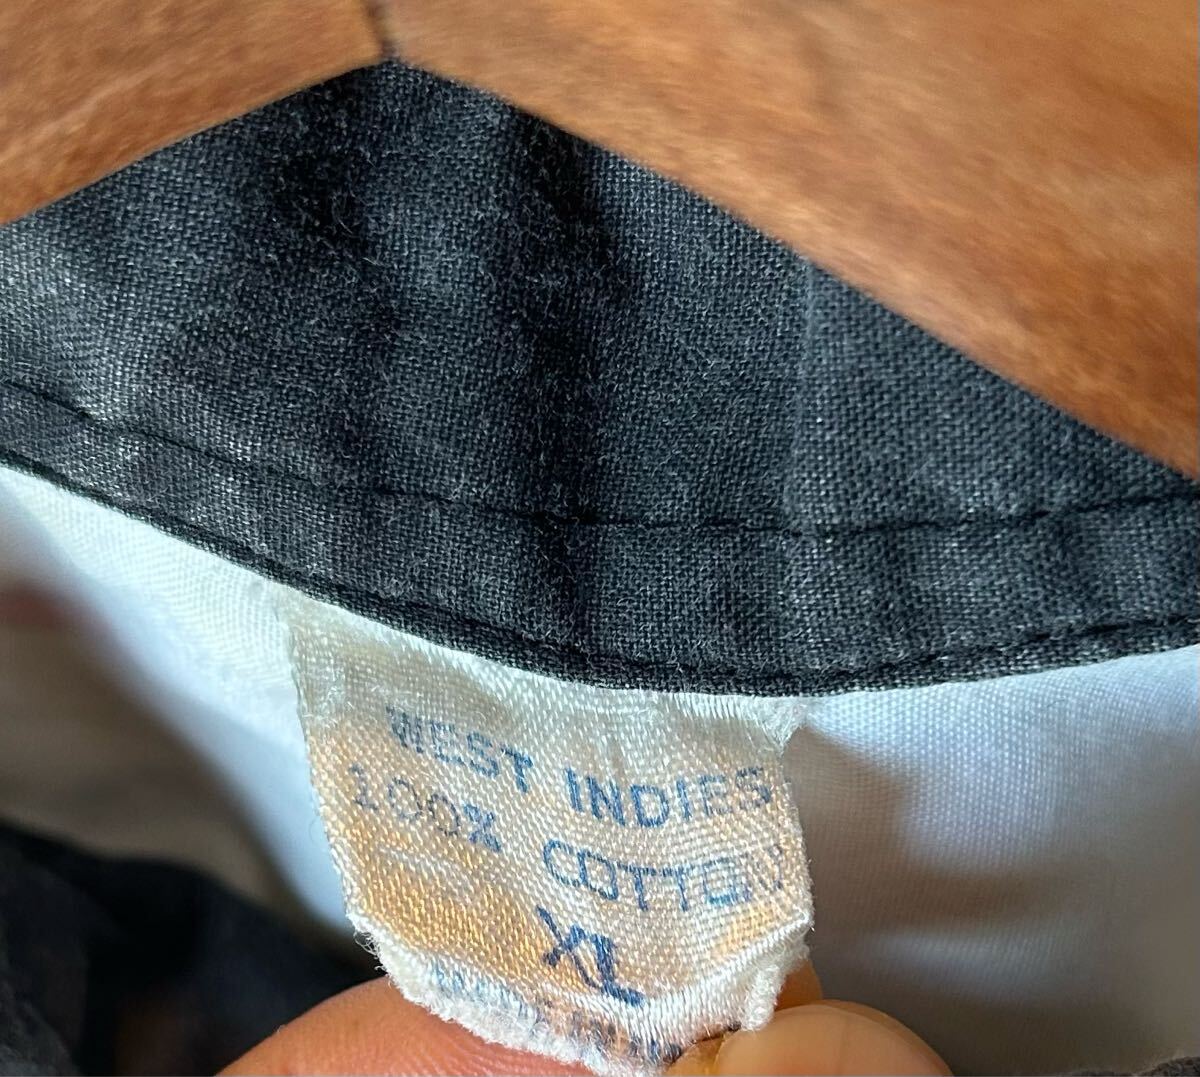 WEST INDIES
100% COTTON
XL